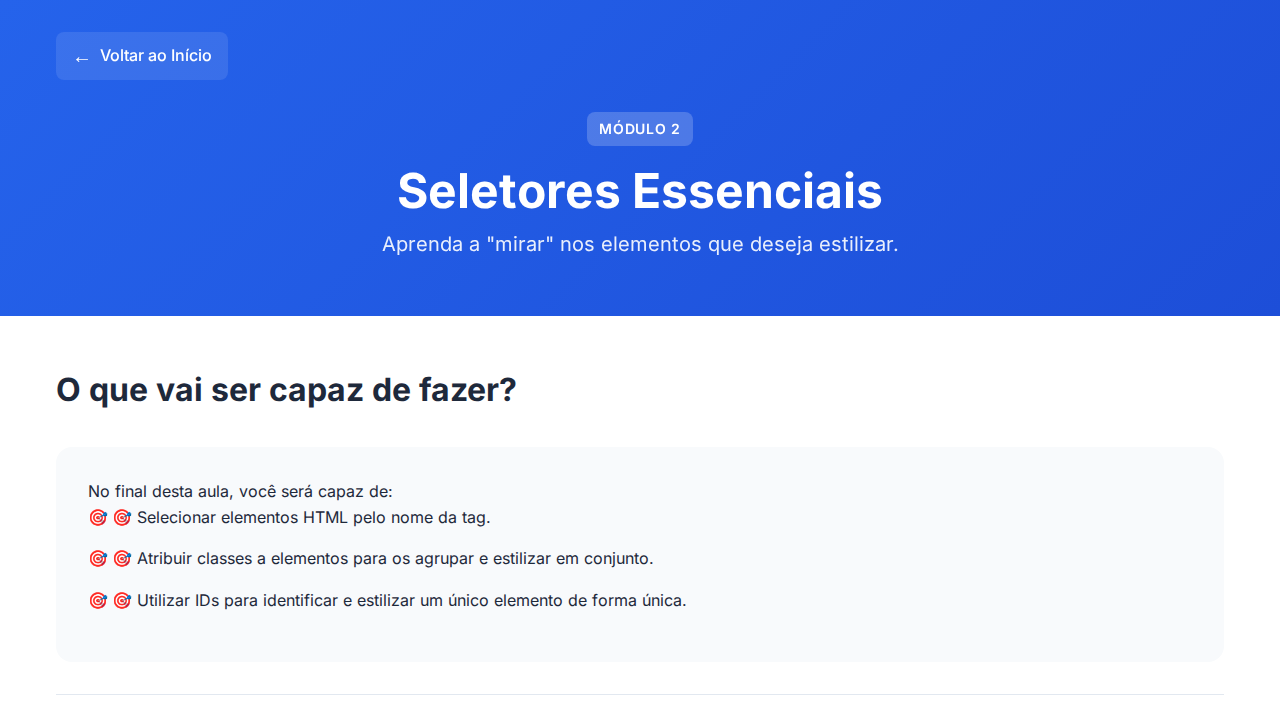 ← Voltar ao Início
MÓDULO 2
Seletores Essenciais
Aprenda a "mirar" nos elementos que deseja estilizar.
O que vai ser capaz de fazer?
No final desta aula, você será capaz de:
🎯 🎯 Selecionar elementos HTML pelo nome da tag.
🎯 🎯 Atribuir classes a elementos para os agrupar e estilizar em conjunto.
🎯 🎯 Utilizar IDs para identificar e estilizar um único elemento de forma única.